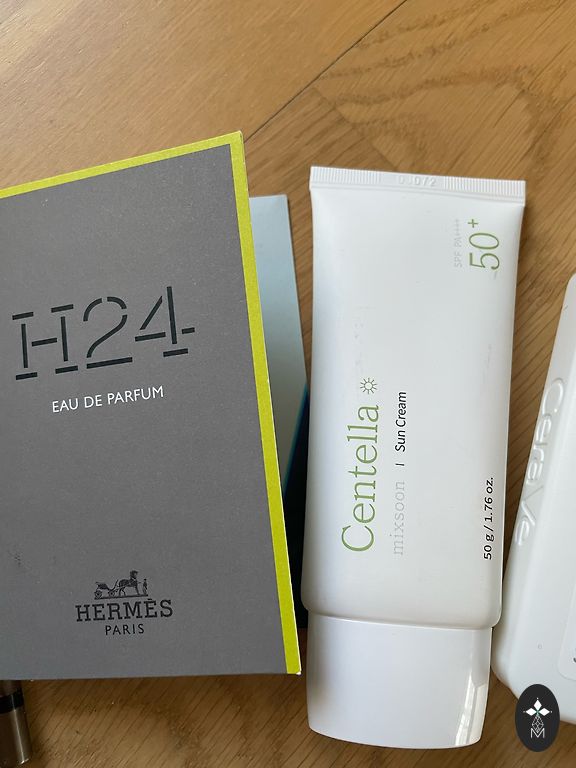 H24
EAU DE PARFUM
HERMÈS
PARIS
SPF PA++++
50+
Centella
mixsoon | Sun Cream
50 g / 1.76 oz.
CeraVe
M